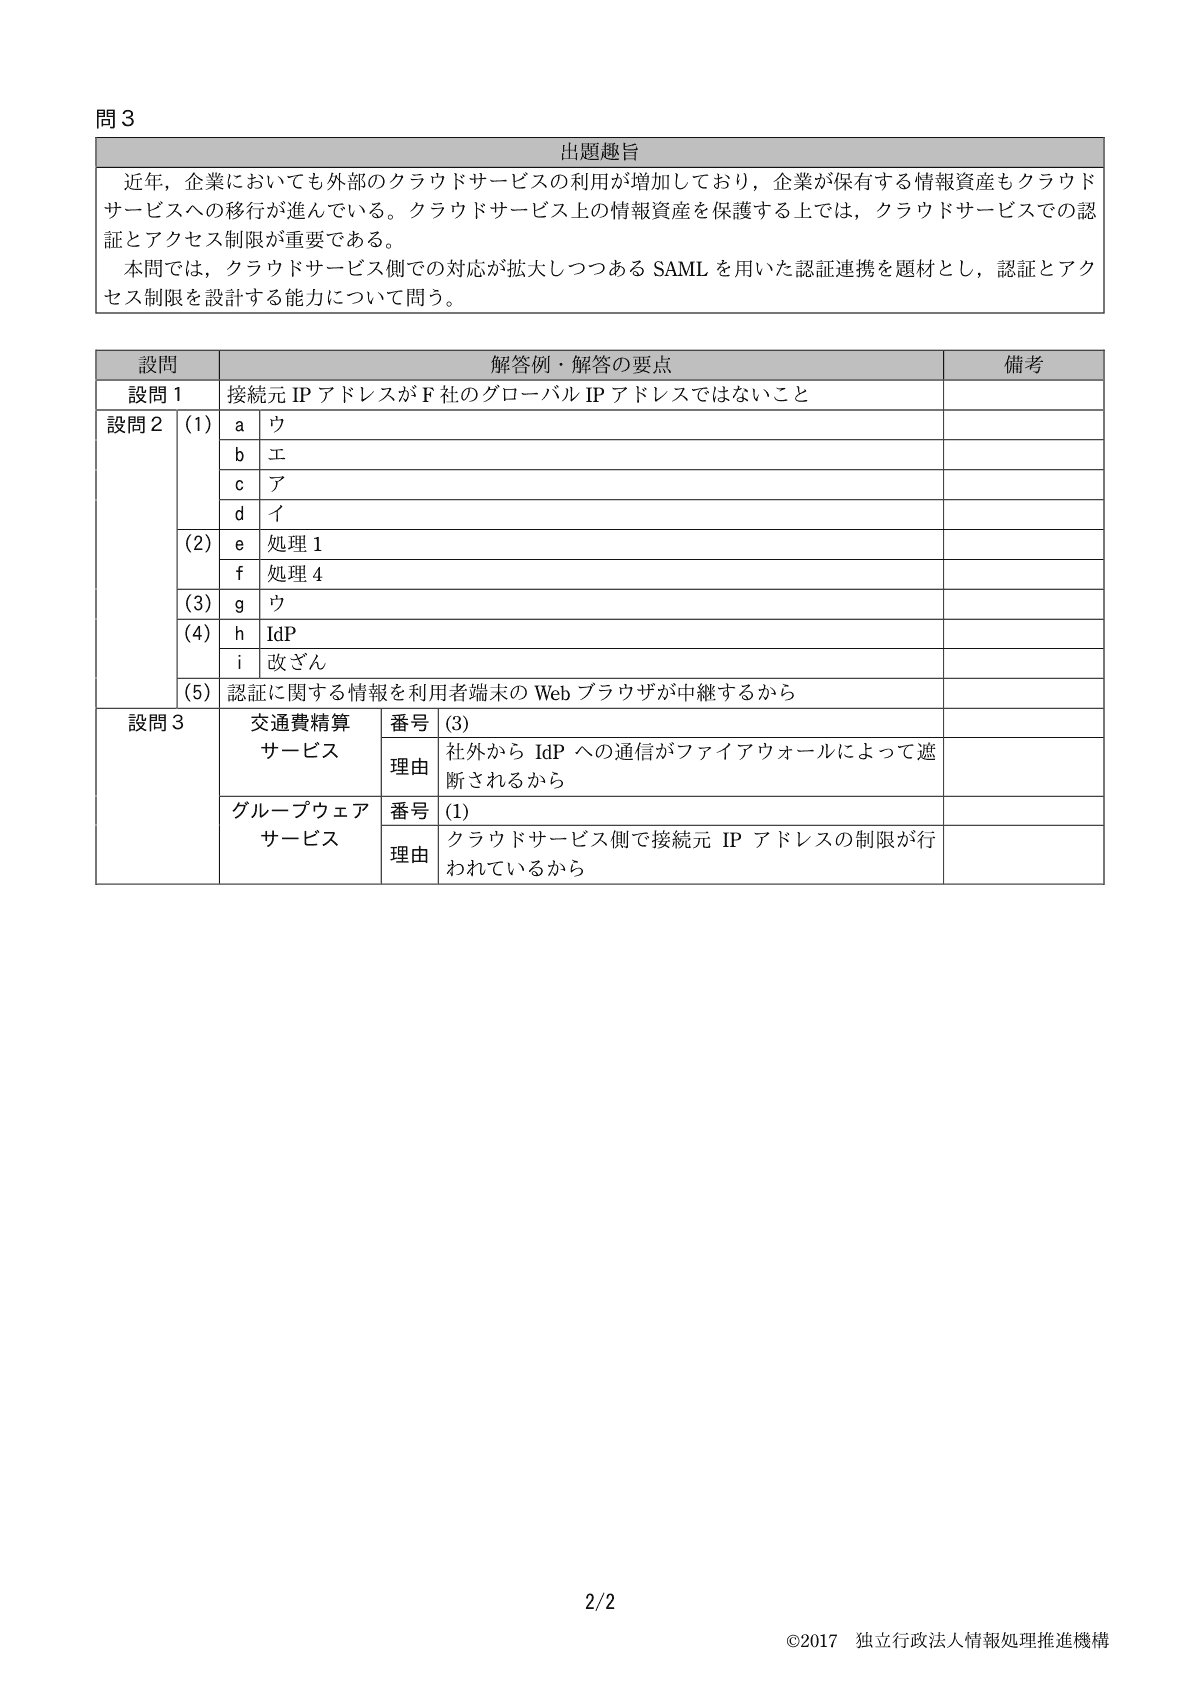 問3
出題趣旨
近年，企業においても外部のクラウドサービスの利用が増加しており，企業が保有する情報資産もクラウド
サービスへの移行が進んでいる。クラウドサービス上の情報資産を保護する上では，クラウドサービスでの認
証とアクセス制限が重要である。
本問では，クラウドサービス側での対応が拡大しつつある SAML を用いた認証連携を題材とし，認証とアク
セス制限を設計する能力について問う。
設問 解答例・解答の要点 備考
設問1 接続元 IP アドレスが F 社のグローバル IP アドレスではないこと
設問2 (1) a ウ
b エ
c ア
d イ
(2) e 処理 1
f 処理 4
(3) g ウ
(4) h IdP
i 改ざん
(5) 認証に関する情報を利用者端末の Web ブラウザが中継するから
設問3 交通費精算 番号 (3)
サービス 理由 社外から IdP への通信がファイアウォールによって遮
断されるから
グループウェア 番号 (1)
サービス 理由 クラウドサービス側で接続元 IP アドレスの制限が行
われているから
2/2
©2017 独立行政法人情報処理推進機構